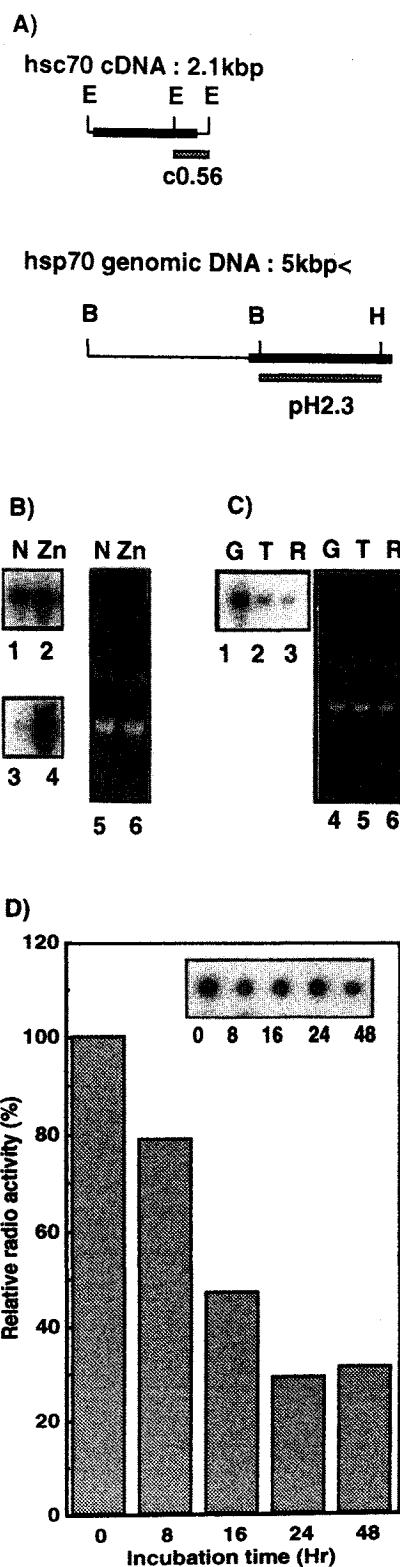 A)
hsc70 cDNA : 2.1kbp
E E E
c0.56
hsp70 genomic DNA : 5kbp<
B B H
pH2.3
B)
N Zn
N Zn
1 2
3 4
5 6
C)
G T R
G T R
1 2 3
4 5 6
D)
120
100
80
60
40
20
0
Relative radio activity (%)
0 8 16 24 48
0 8 16 24 48
Incubation time (Hr)